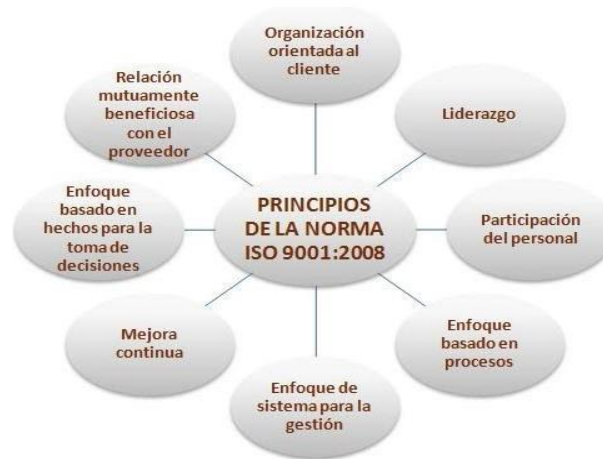 Organización
orientada al
cliente
Liderazgo
Participación
del personal
Enfoque
basado en
procesos
Enfoque de
sistema para la
gestión
Mejora
continua
Enfoque
basado en
hechos para la
toma de
decisiones
Relación
mutuamente
beneficiosa
con el
proveedor
PRINCIPIOS
DE LA NORMA
ISO 9001:2008